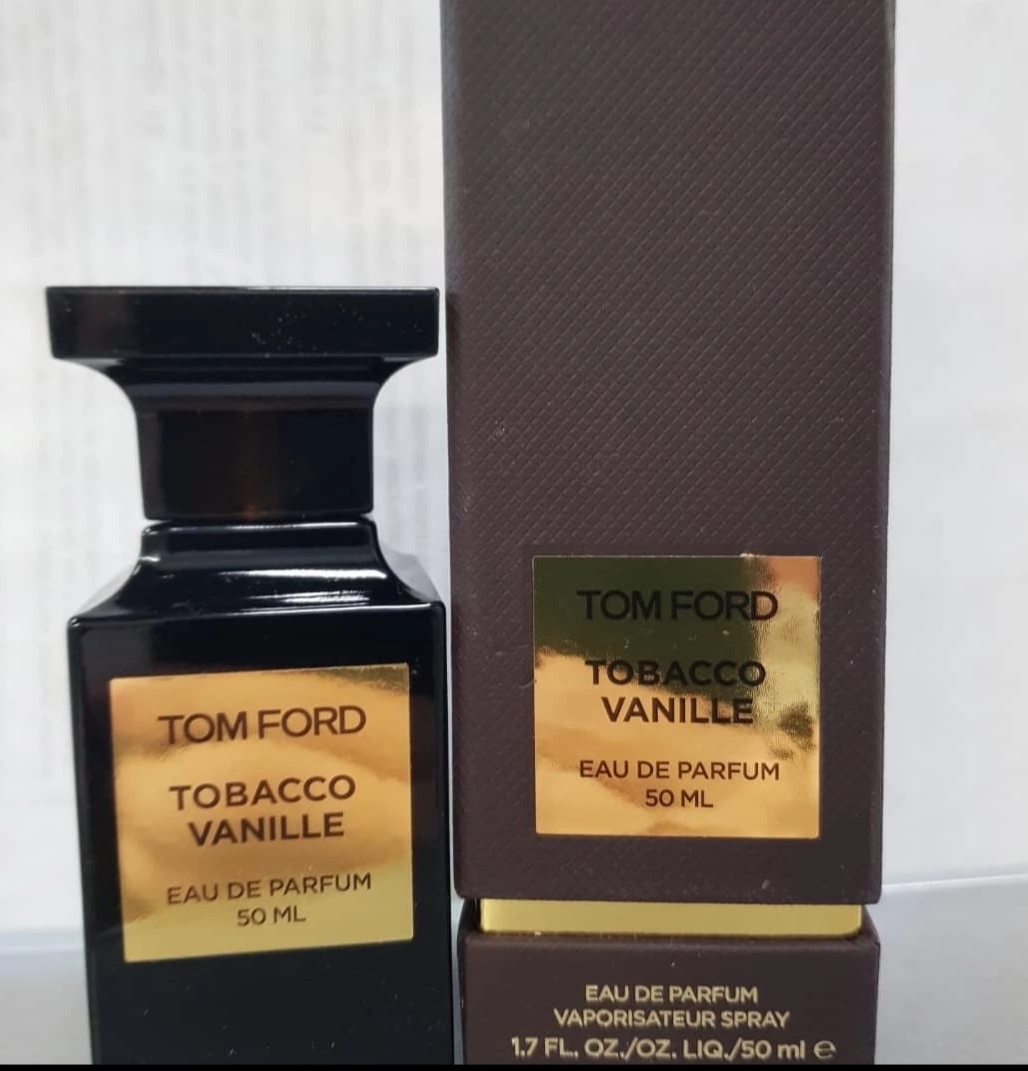 TOM FORD
TOBACCO
VANILLE
EAU DE PARFUM
50 ML
TOM FORD
TOBACCO
VANILLE
EAU DE PARFUM
50 ML
EAU DE PARFUM
VAPORISATEUR SPRAY
1.7 FL. OZ./OZ. LIQ./50 ml ℮